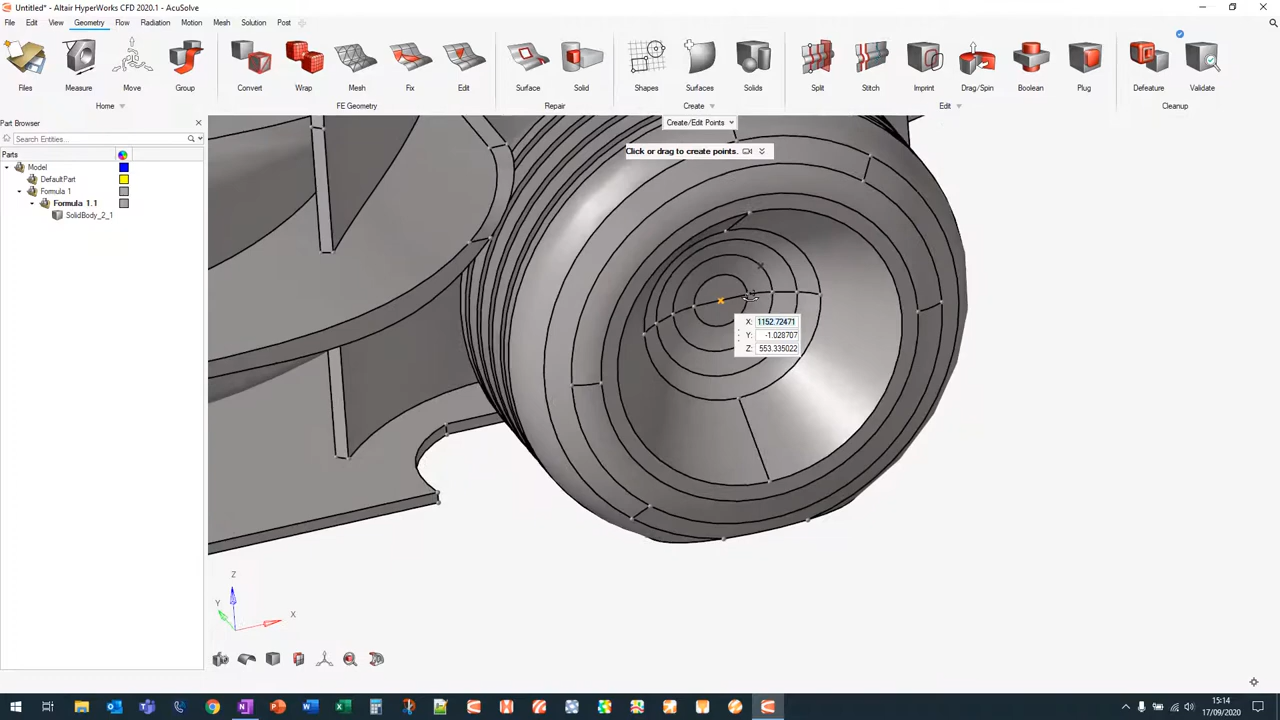 Untitled* - Altair HyperWorks CFD 2020.1 - AcuSolve
File Edit View Geometry Flow Radiation Motion Mesh Solution Post
Files Measure Move Group Convert Wrap Mesh Fix Edit Surface Solid Shapes Surfaces Solids Split Stitch Imprint Drag/Spin Boolean Plug Defeature Validate
Home FE Geometry Repair Create Edit Cleanup
Part Browser
Create/Edit Points
Search Entities...
Click or drag to create points.
Parts
Model
DefaultPart
Formula 1
Formula 1.1
SolidBody_2_1
X: 1152.72471
Y: -1.028707
Z: 553.335022
Z
Y
X
15:14
17/09/2020